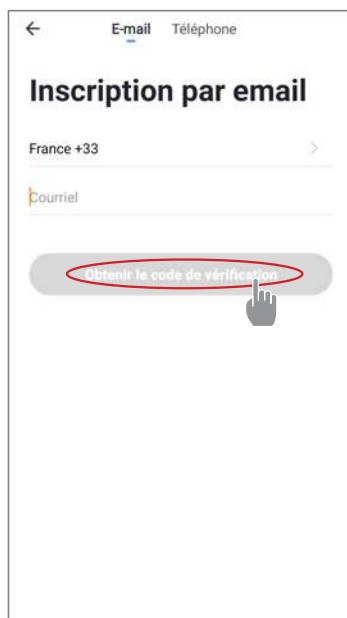 E-mail Téléphone
Inscription par email
France +33
Courriel
Obtenir le code de vérification